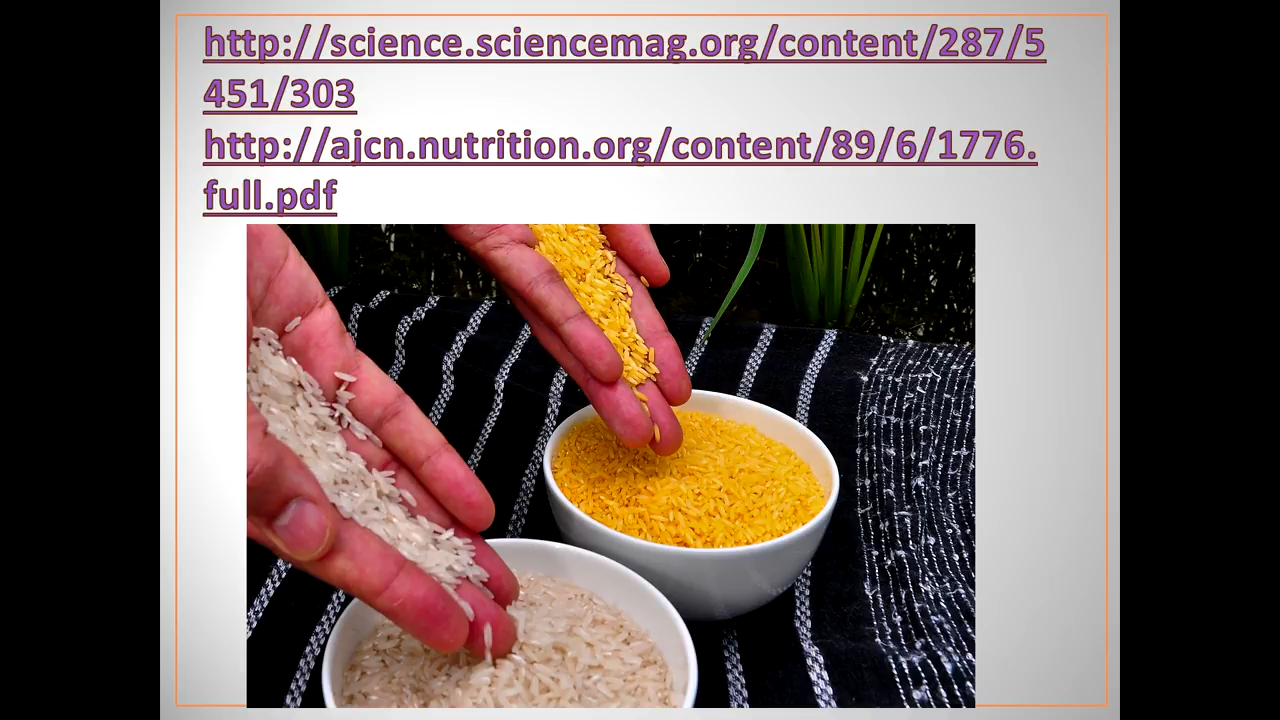 http://science.sciencemag.org/content/287/5
451/303
http://ajcn.nutrition.org/content/89/6/1776.
full.pdf